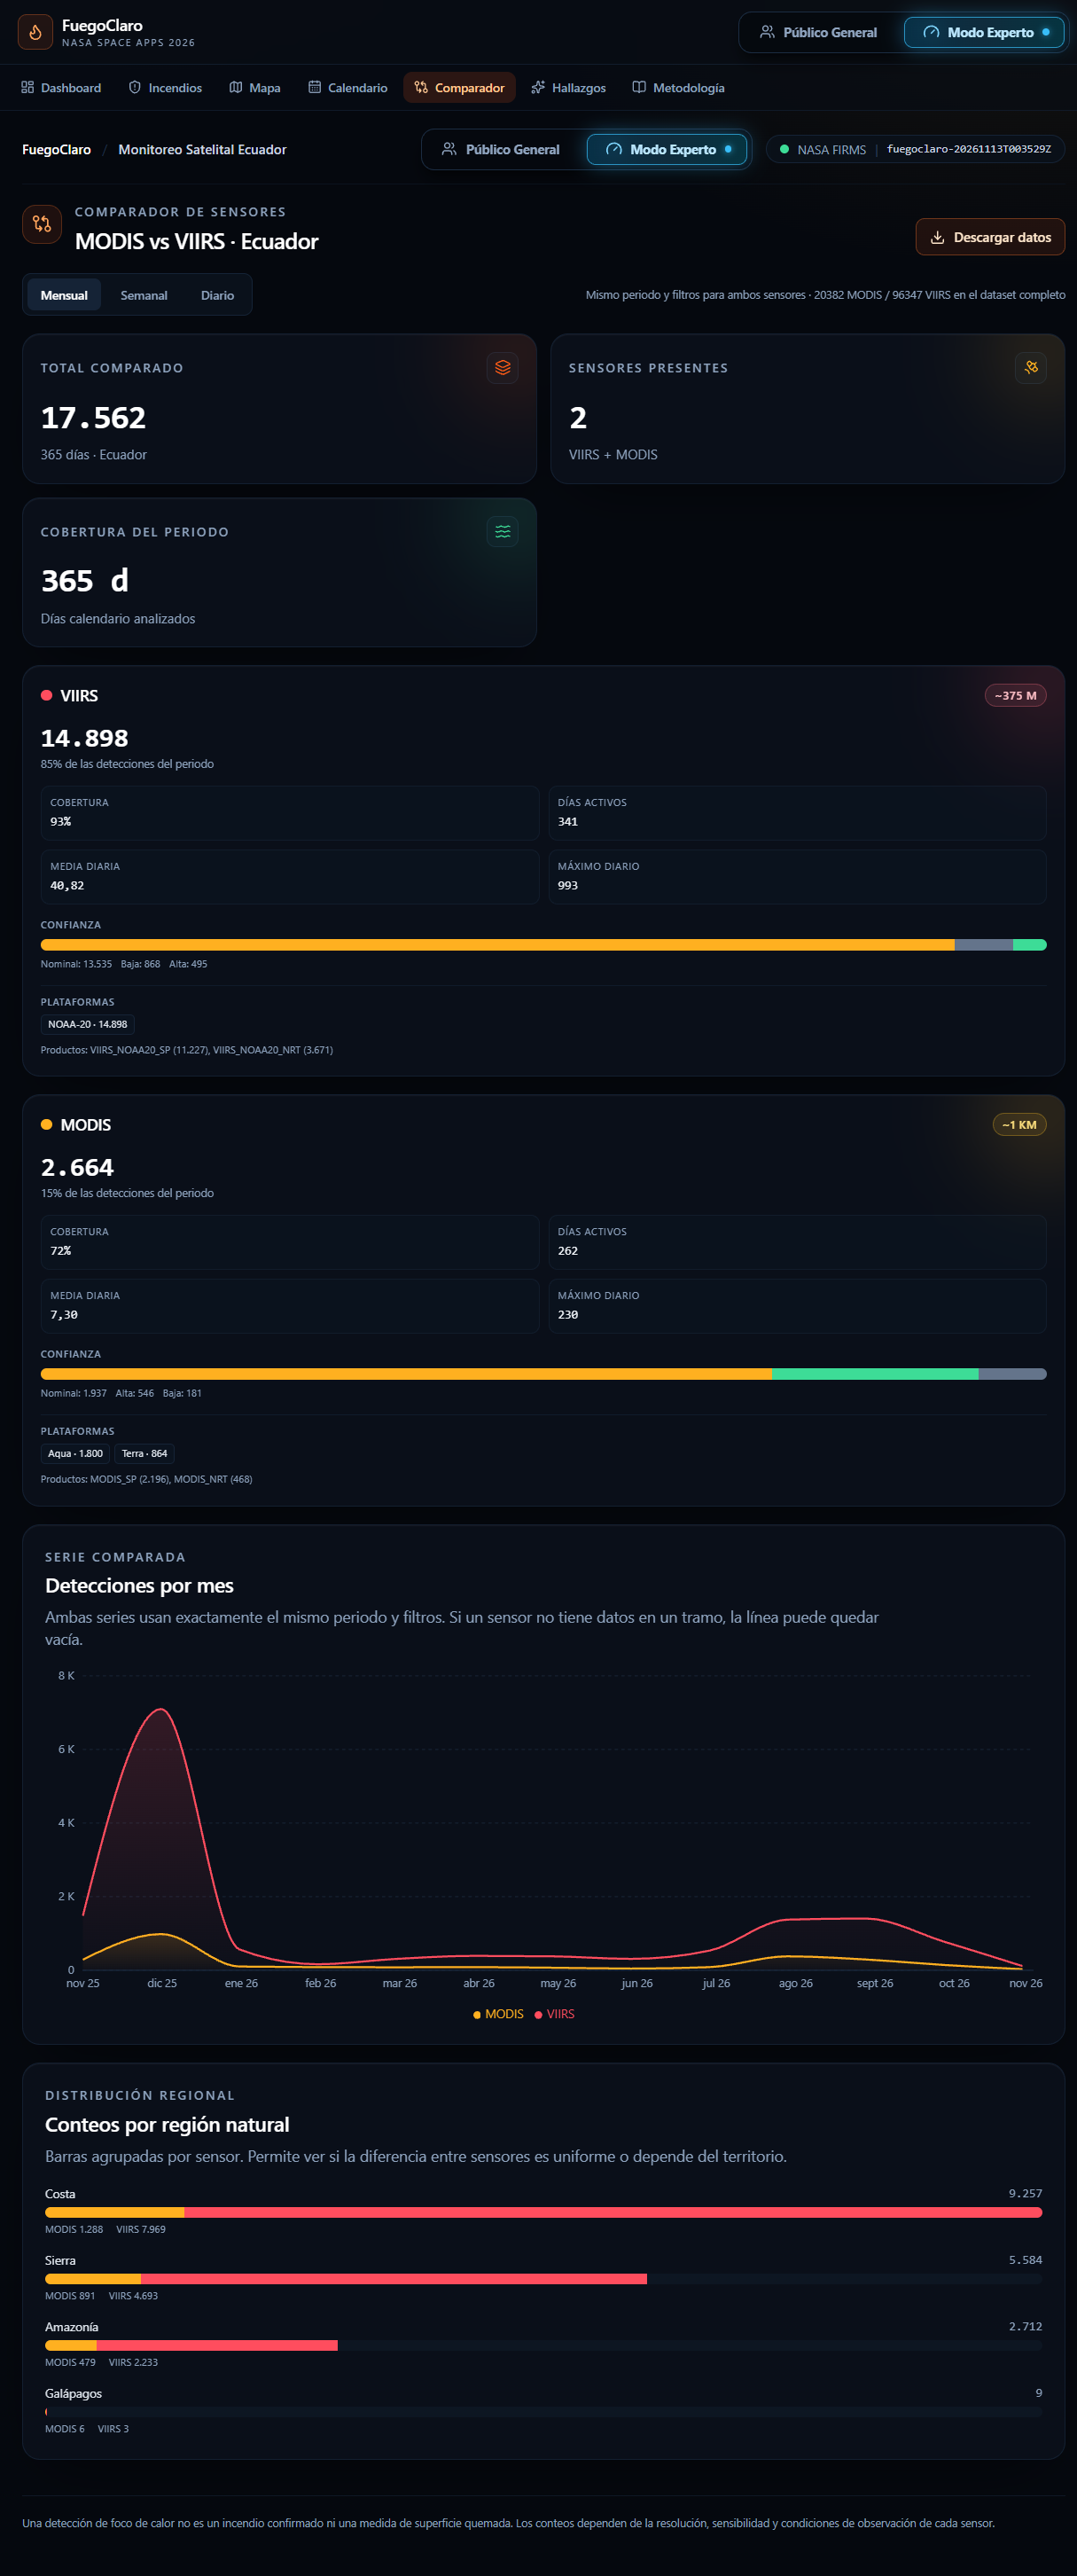 FuegoClaro
NASA SPACE APPS 2026
Público General
Modo Experto
Dashboard
Incendios
Mapa
Calendario
Comparador
Hallazgos
Metodología
FuegoClaro / Monitoreo Satelital Ecuador
Público General
Modo Experto
NASA FIRMS | fuegoclaro-20261113T003529Z
COMPARADOR DE SENSORES
MODIS vs VIIRS · Ecuador
Descargar datos
Mensual
Semanal
Diario
Mismo periodo y filtros para ambos sensores · 20382 MODIS / 96347 VIIRS en el dataset completo
TOTAL COMPARADO
17.562
365 días · Ecuador
SENSORES PRESENTES
2
VIIRS + MODIS
COBERTURA DEL PERIODO
365 d
Días calendario analizados
VIIRS
~375 M
14.898
85% de las detecciones del periodo
COBERTURA
93%
DÍAS ACTIVOS
341
MEDIA DIARIA
40,82
MÁXIMO DIARIO
993
CONFIANZA
Nominal: 13.535 Baja: 868 Alta: 495
PLATAFORMAS
NOAA-20 · 14.898
Productos: VIIRS_NOAA20_SP (11.227), VIIRS_NOAA20_NRT (3.671)
MODIS
~1 KM
2.664
15% de las detecciones del periodo
COBERTURA
72%
DÍAS ACTIVOS
262
MEDIA DIARIA
7,30
MÁXIMO DIARIO
230
CONFIANZA
Nominal: 1.937 Alta: 546 Baja: 181
PLATAFORMAS
Aqua · 1.800 Terra · 864
Productos: MODIS_SP (2.196), MODIS_NRT (468)
SERIE COMPARADA
Detecciones por mes
Ambas series usan exactamente el mismo periodo y filtros. Si un sensor no tiene datos en un tramo, la línea puede quedar
vacía.
8 K
6 K
4 K
2 K
0
nov 25 dic 25 ene 26 feb 26 mar 26 abr 26 may 26 jun 26 jul 26 ago 26 sept 26 oct 26 nov 26
MODIS VIIRS
DISTRIBUCIÓN REGIONAL
Conteos por región natural
Barras agrupadas por sensor. Permite ver si la diferencia entre sensores es uniforme o depende del territorio.
Costa 9.257
MODIS 1.288 VIIRS 7.969
Sierra 5.584
MODIS 891 VIIRS 4.693
Amazonía 2.712
MODIS 479 VIIRS 2.233
Galápagos 9
MODIS 6 VIIRS 3
Una detección de foco de calor no es un incendio confirmado ni una medida de superficie quemada. Los conteos dependen de la resolución, sensibilidad y condiciones de observación de cada sensor.